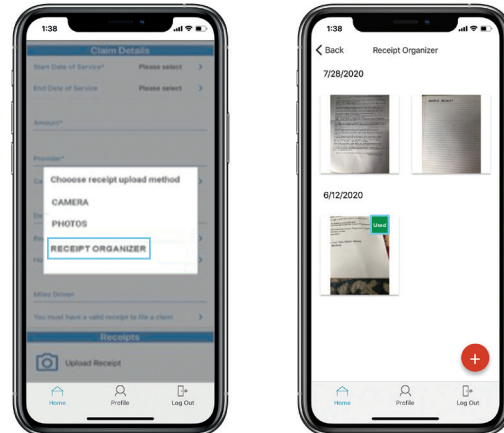 1:38
Claim Details
Start Date of Service* Please select
End Date of Service Please select
Amount*
Provider*
Chooose receipt upload method
CAMERA
PHOTOS
RECEIPT ORGANIZER
Miles Driven
You must have a valid receipt to file a claim
Receipts
Upload Receipt
Home Profile Log Out
1:38
Back Receipt Organizer
7/28/2020
6/12/2020
Used
+
Home Profile Log Out